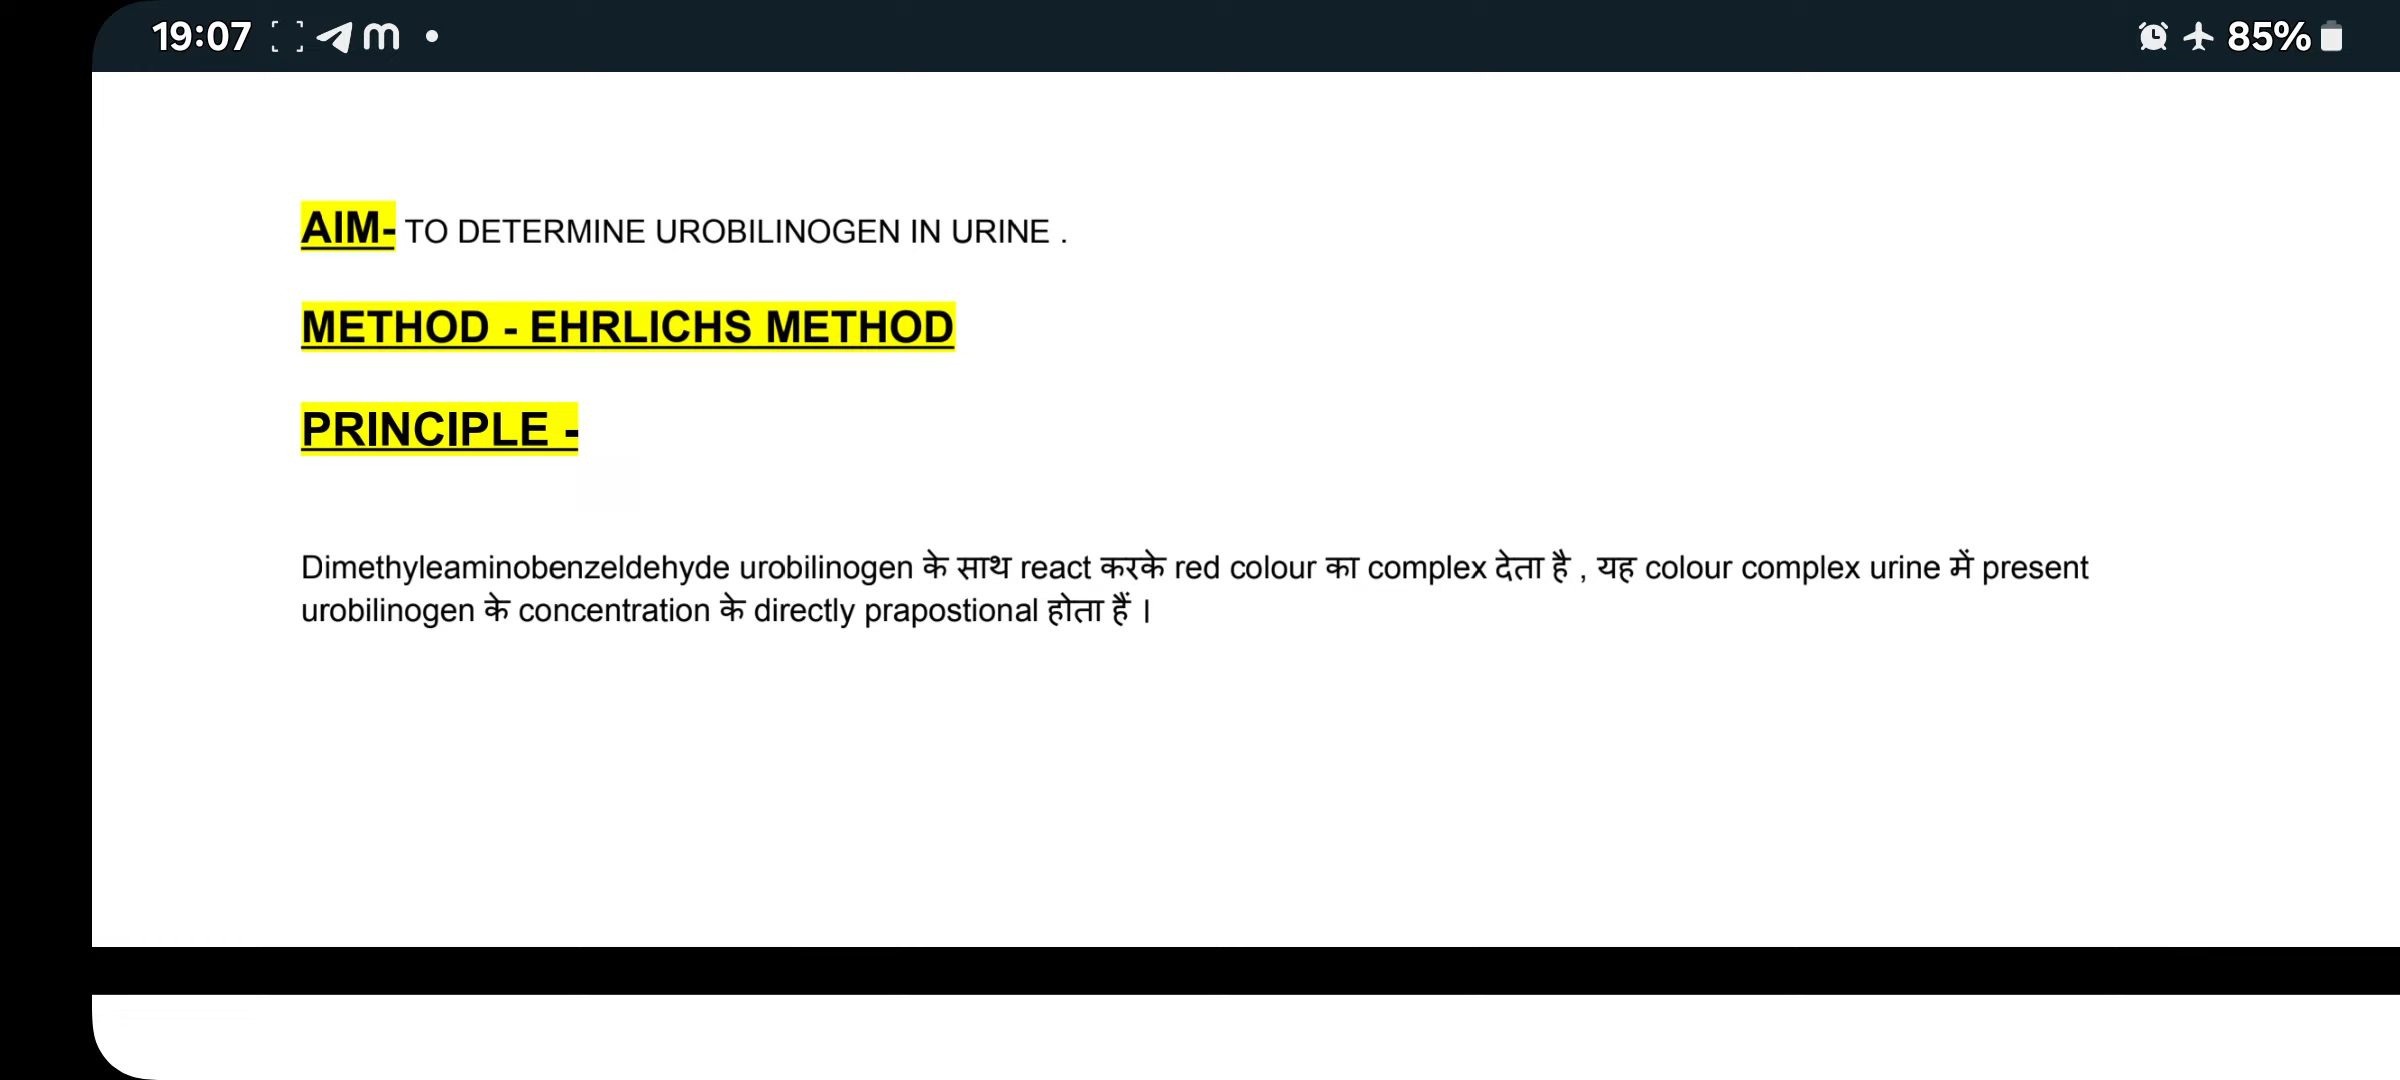 19:07 m 85%
AIM- TO DETERMINE UROBILINOGEN IN URINE .
METHOD - EHRLICHS METHOD
PRINCIPLE -
Dimethyleaminobenzeldehyde urobilinogen के साथ react करके red colour का complex देता है , यह colour complex urine में present
urobilinogen के concentration के directly prapostional होता हैं ।